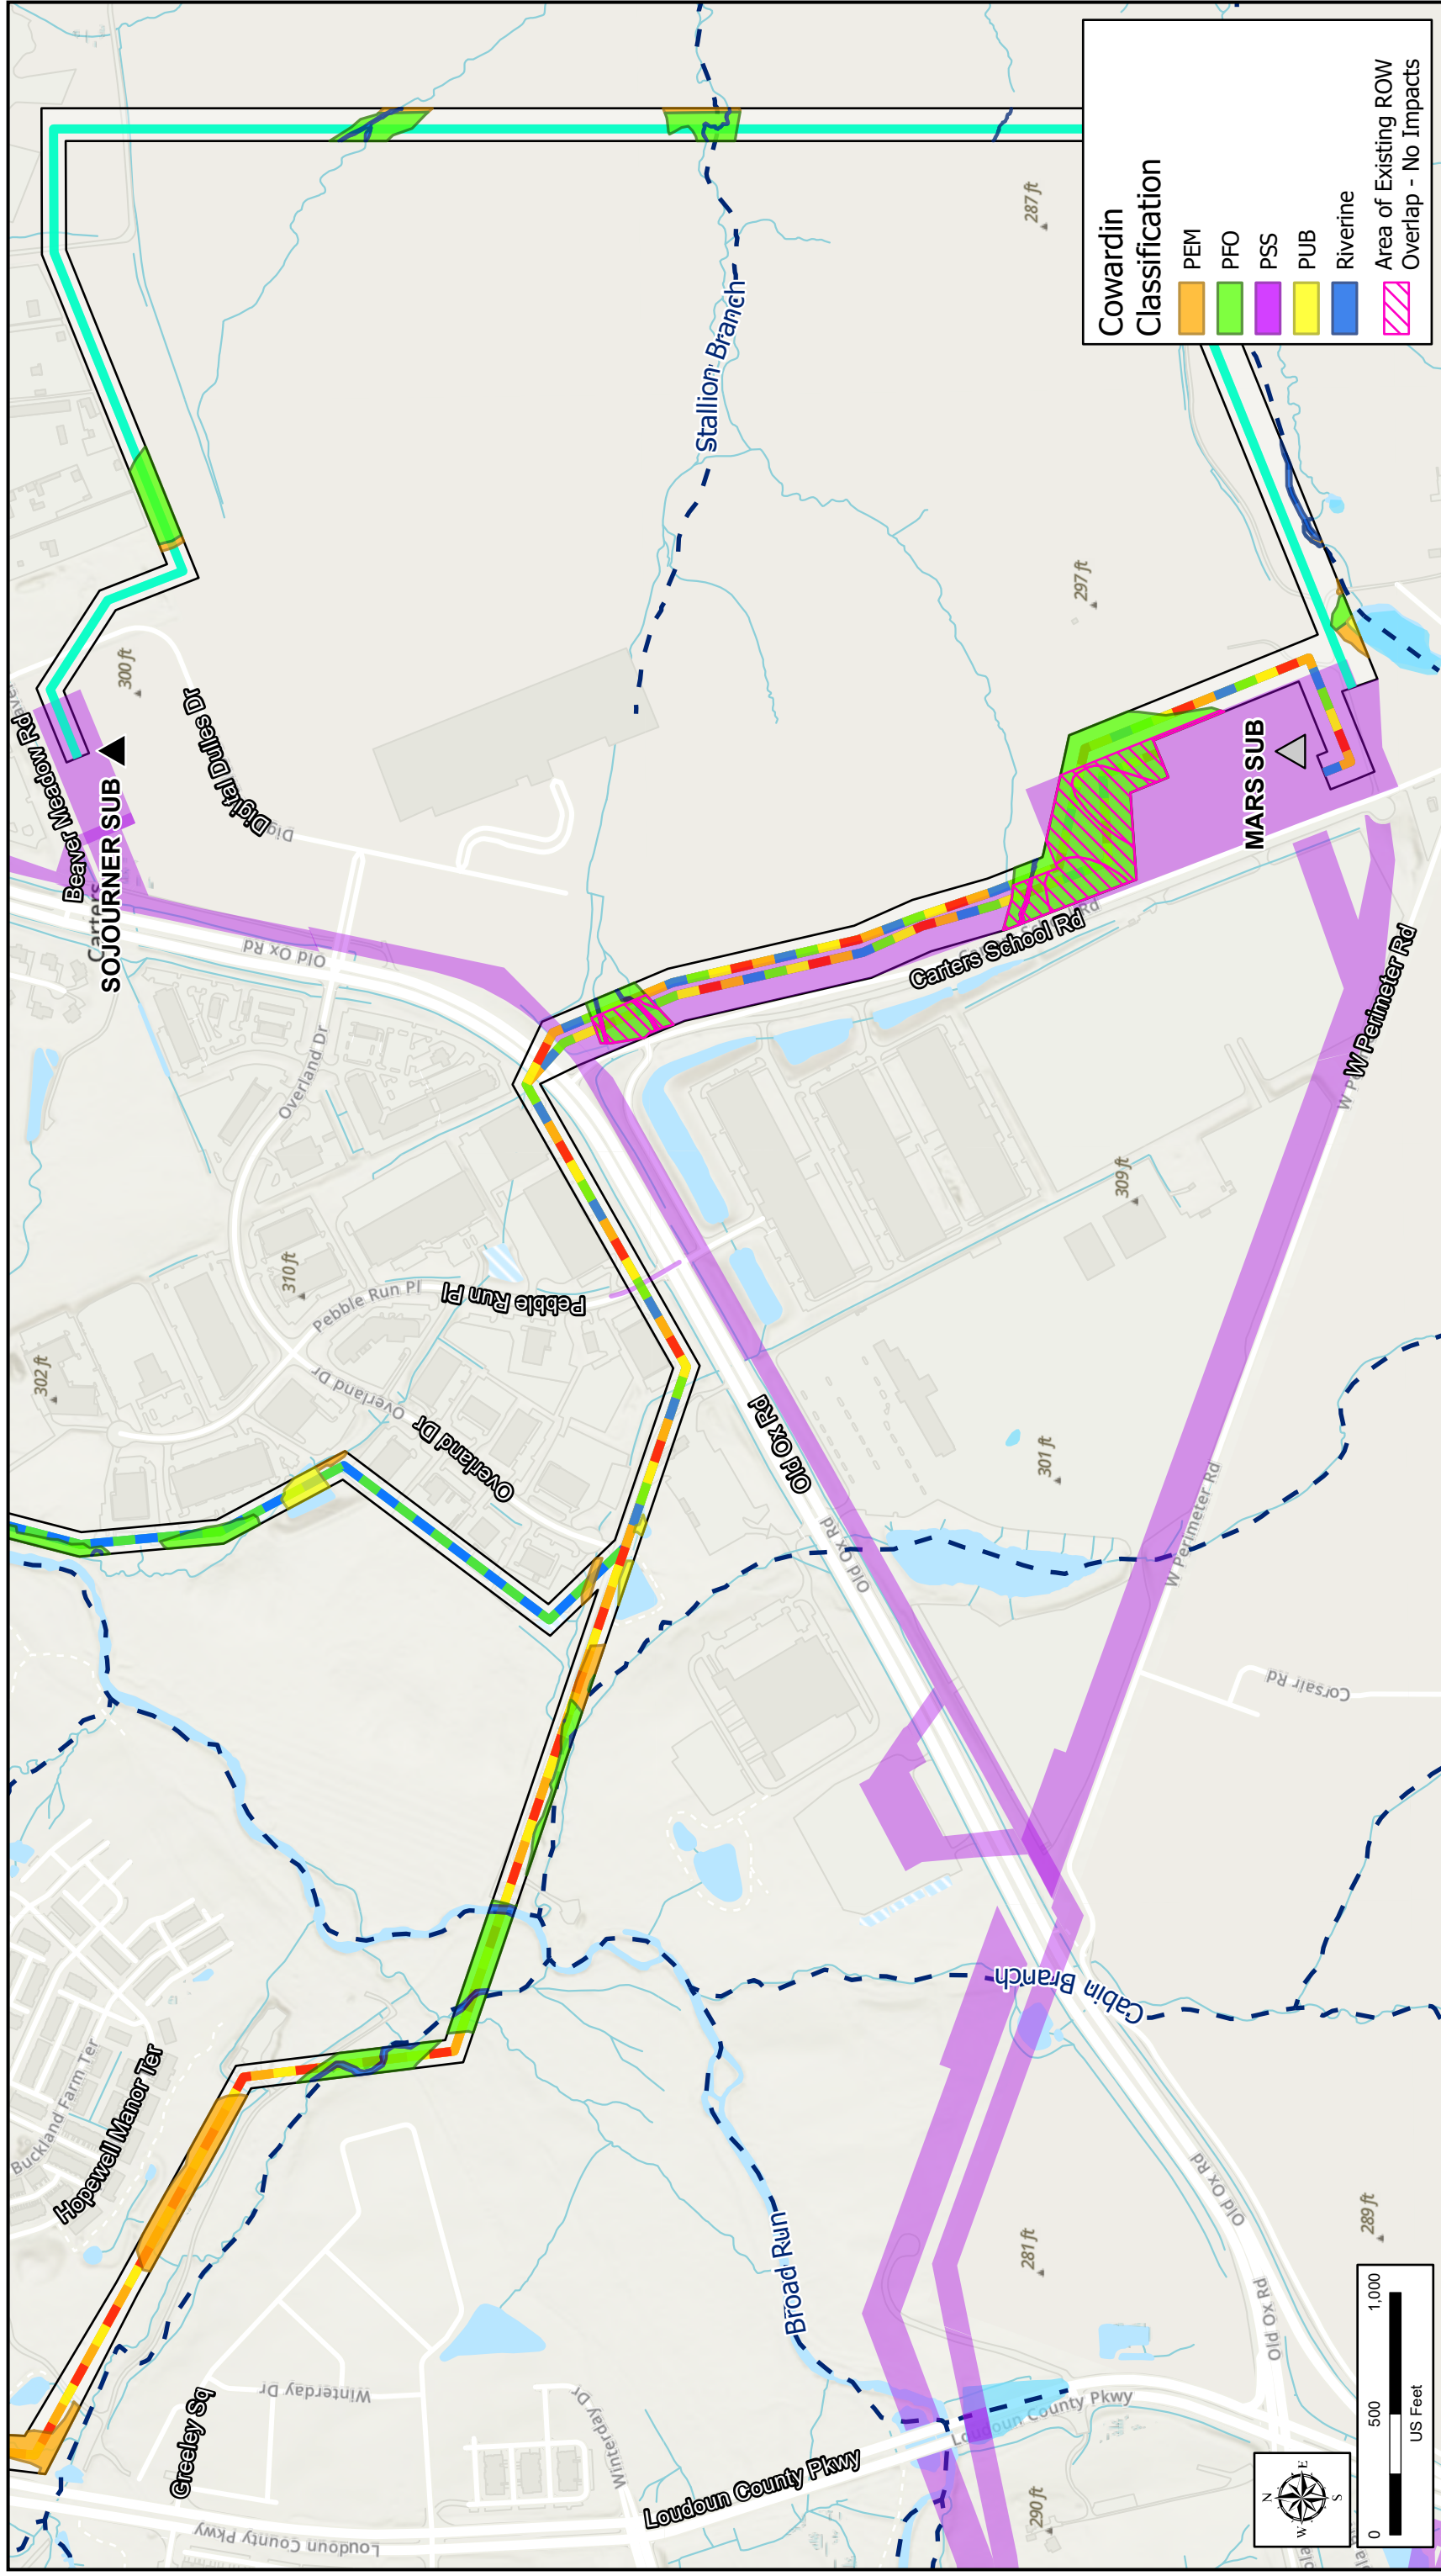 Cowardin
Classification
PEM
PFO
PSS
PUB
Riverine
Area of Existing ROW
Overlap - No Impacts
Beaver Meadow Rd
SOJOURNER SUB
Carters
300 ft
Digital Dulles Dr
Dig
Old Ox Rd
Overland Dr
310 ft
Pebble Run Pl
Pebble Run Pl
302 ft
Overland Dr
Overland Dr
Stallion Branch
287 ft
297 ft
MARS SUB
Carters School Rd
Rd
W Perimeter Rd
W Pe
309 ft
Old Ox Rd
301 ft
Old Ox Rd
W Perimeter Rd
Corsair Rd
Cabin Branch
Buckland Farm Ter
Hopewell Manor Ter
Broad Run
Old Ox Rd
281 ft
289 ft
Old Ox Rd
Winterday Dr
Greeley Sq
Winterday Dr
Loudoun County Pkwy
Loudoun County Pkwy
Loudoun County Pkwy
290 ft
N
E
S
W
0 500 1,000
US Feet